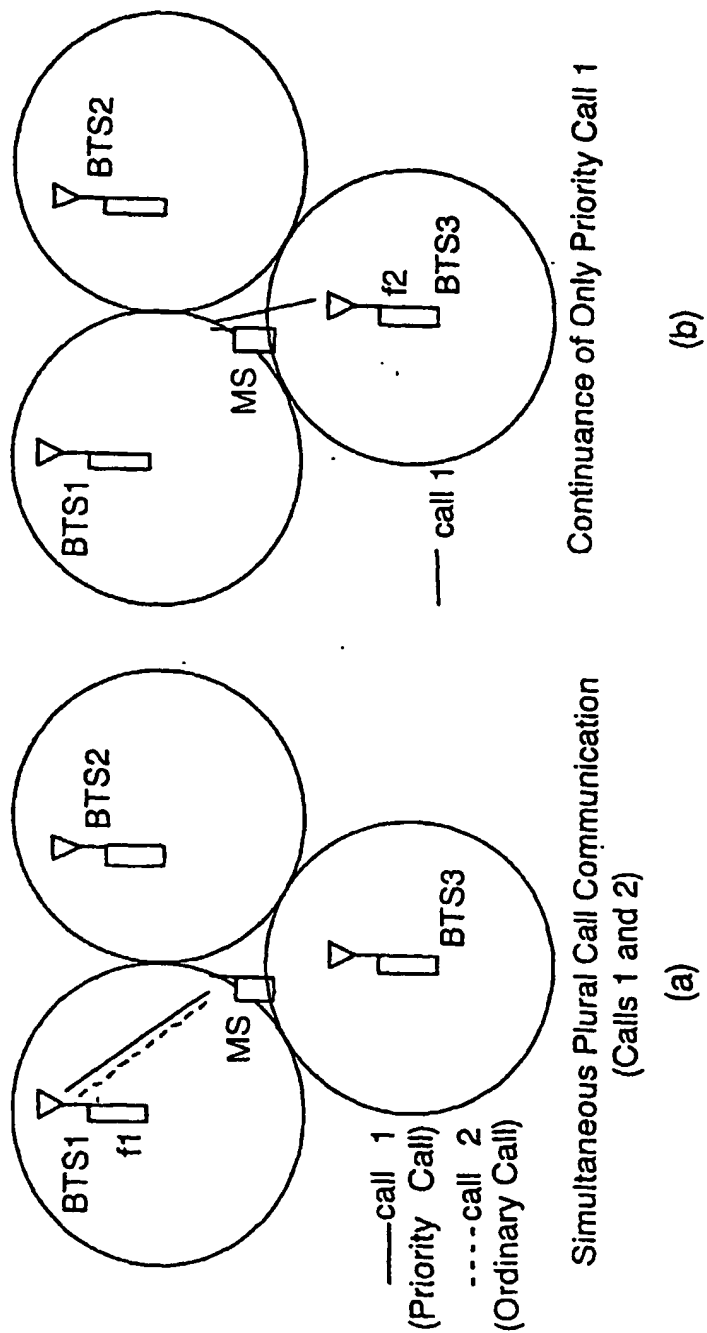 BTS1
f1
BTS2
MS
BTS3
call 1
(Priority Call)
call 2
(Ordinary Call)
Simultaneous Plural Call Communication
(Calls 1 and 2)
(a)
BTS1
BTS2
MS
f2
BTS3
call 1
Continuance of Only Priority Call 1
(b)